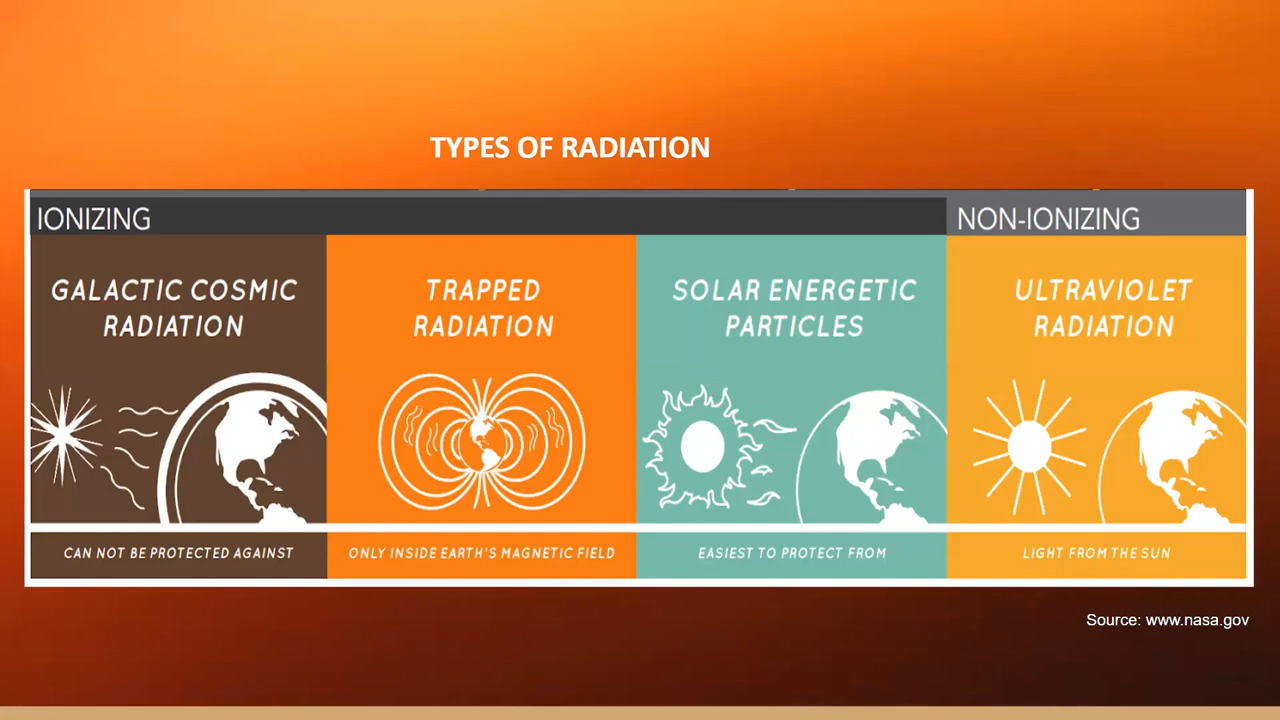 TYPES OF RADIATION
IONIZING
NON-IONIZING
GALACTIC COSMIC
RADIATION
TRAPPED
RADIATION
SOLAR ENERGETIC
PARTICLES
ULTRAVIOLET
RADIATION
CAN NOT BE PROTECTED AGAINST
ONLY INSIDE EARTH'S MAGNETIC FIELD
EASIEST TO PROTECT FROM
LIGHT FROM THE SUN
Source: www.nasa.gov